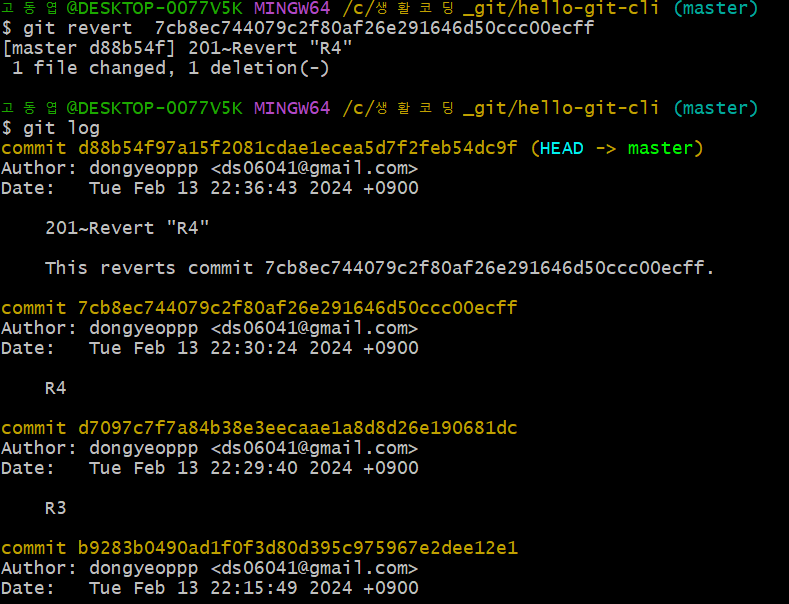 고동엽@DESKTOP-0077V5K MINGW64 /c/생활코딩_git/hello-git-cli (master)
$ git revert  7cb8ec744079c2f80af26e291646d50ccc00ecff
[master d88b54f] 201~Revert "R4"
 1 file changed, 1 deletion(-)

고동엽@DESKTOP-0077V5K MINGW64 /c/생활코딩_git/hello-git-cli (master)
$ git log
commit d88b54f97a15f2081cdae1ecea5d7f2feb54dc9f (HEAD -> master)
Author: dongyeoppp <ds06041@gmail.com>
Date:   Tue Feb 13 22:36:43 2024 +0900

    201~Revert "R4"

    This reverts commit 7cb8ec744079c2f80af26e291646d50ccc00ecff.

commit 7cb8ec744079c2f80af26e291646d50ccc00ecff
Author: dongyeoppp <ds06041@gmail.com>
Date:   Tue Feb 13 22:30:24 2024 +0900

    R4

commit d7097c7f7a84b38e3eecaae1a8d8d26e190681dc
Author: dongyeoppp <ds06041@gmail.com>
Date:   Tue Feb 13 22:29:40 2024 +0900

    R3

commit b9283b0490ad1f0f3d80d395c975967e2dee12e1
Author: dongyeoppp <ds06041@gmail.com>
Date:   Tue Feb 13 22:15:49 2024 +0900